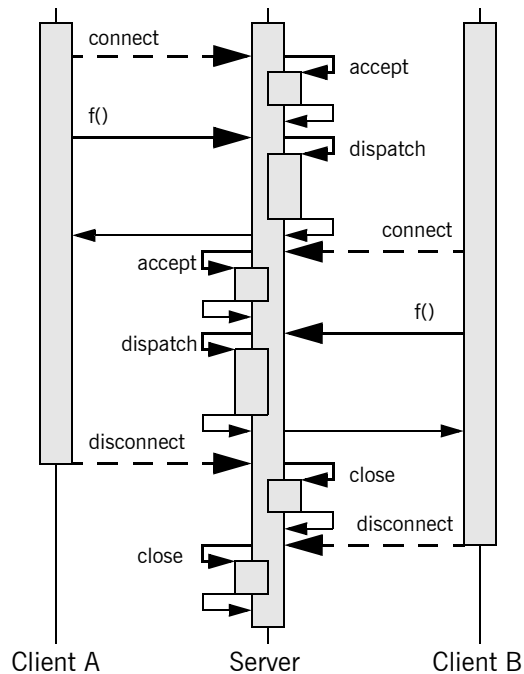 connect
accept
f()
dispatch
connect
accept
f()
dispatch
disconnect
close
disconnect
close
Client A
Server
Client B